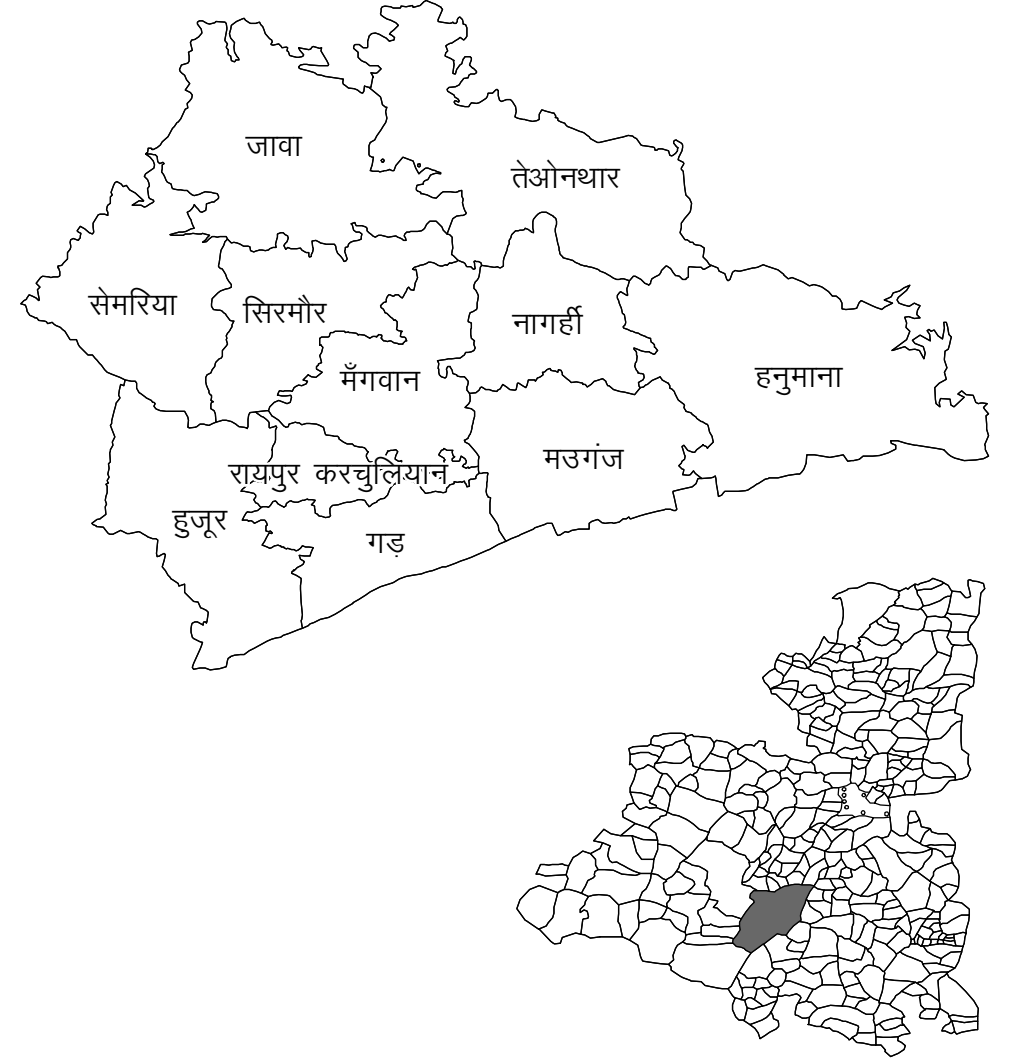 जावा
तेओनथार
सेमरिया
सिरमौर
नागर्ही
मँगवान
हनुमाना
मउगंज
रायपुर करचुलियान
हुजूर
गड़